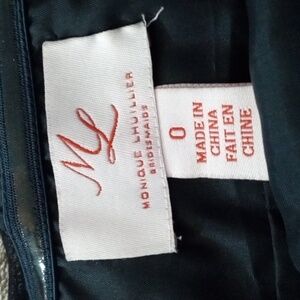 ML
MONIQUE LHUILLIER
BRIDESMAIDS
0
MADE IN
CHINA
FAIT EN
CHINE